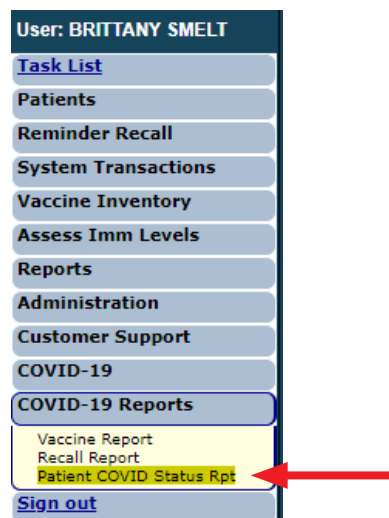 User: BRITTANY SMELT
Task List
Patients
Reminder Recall
System Transactions
Vaccine Inventory
Assess Imm Levels
Reports
Administration
Customer Support
COVID-19
COVID-19 Reports
Vaccine Report
Recall Report
Patient COVID Status Rpt
Sign out